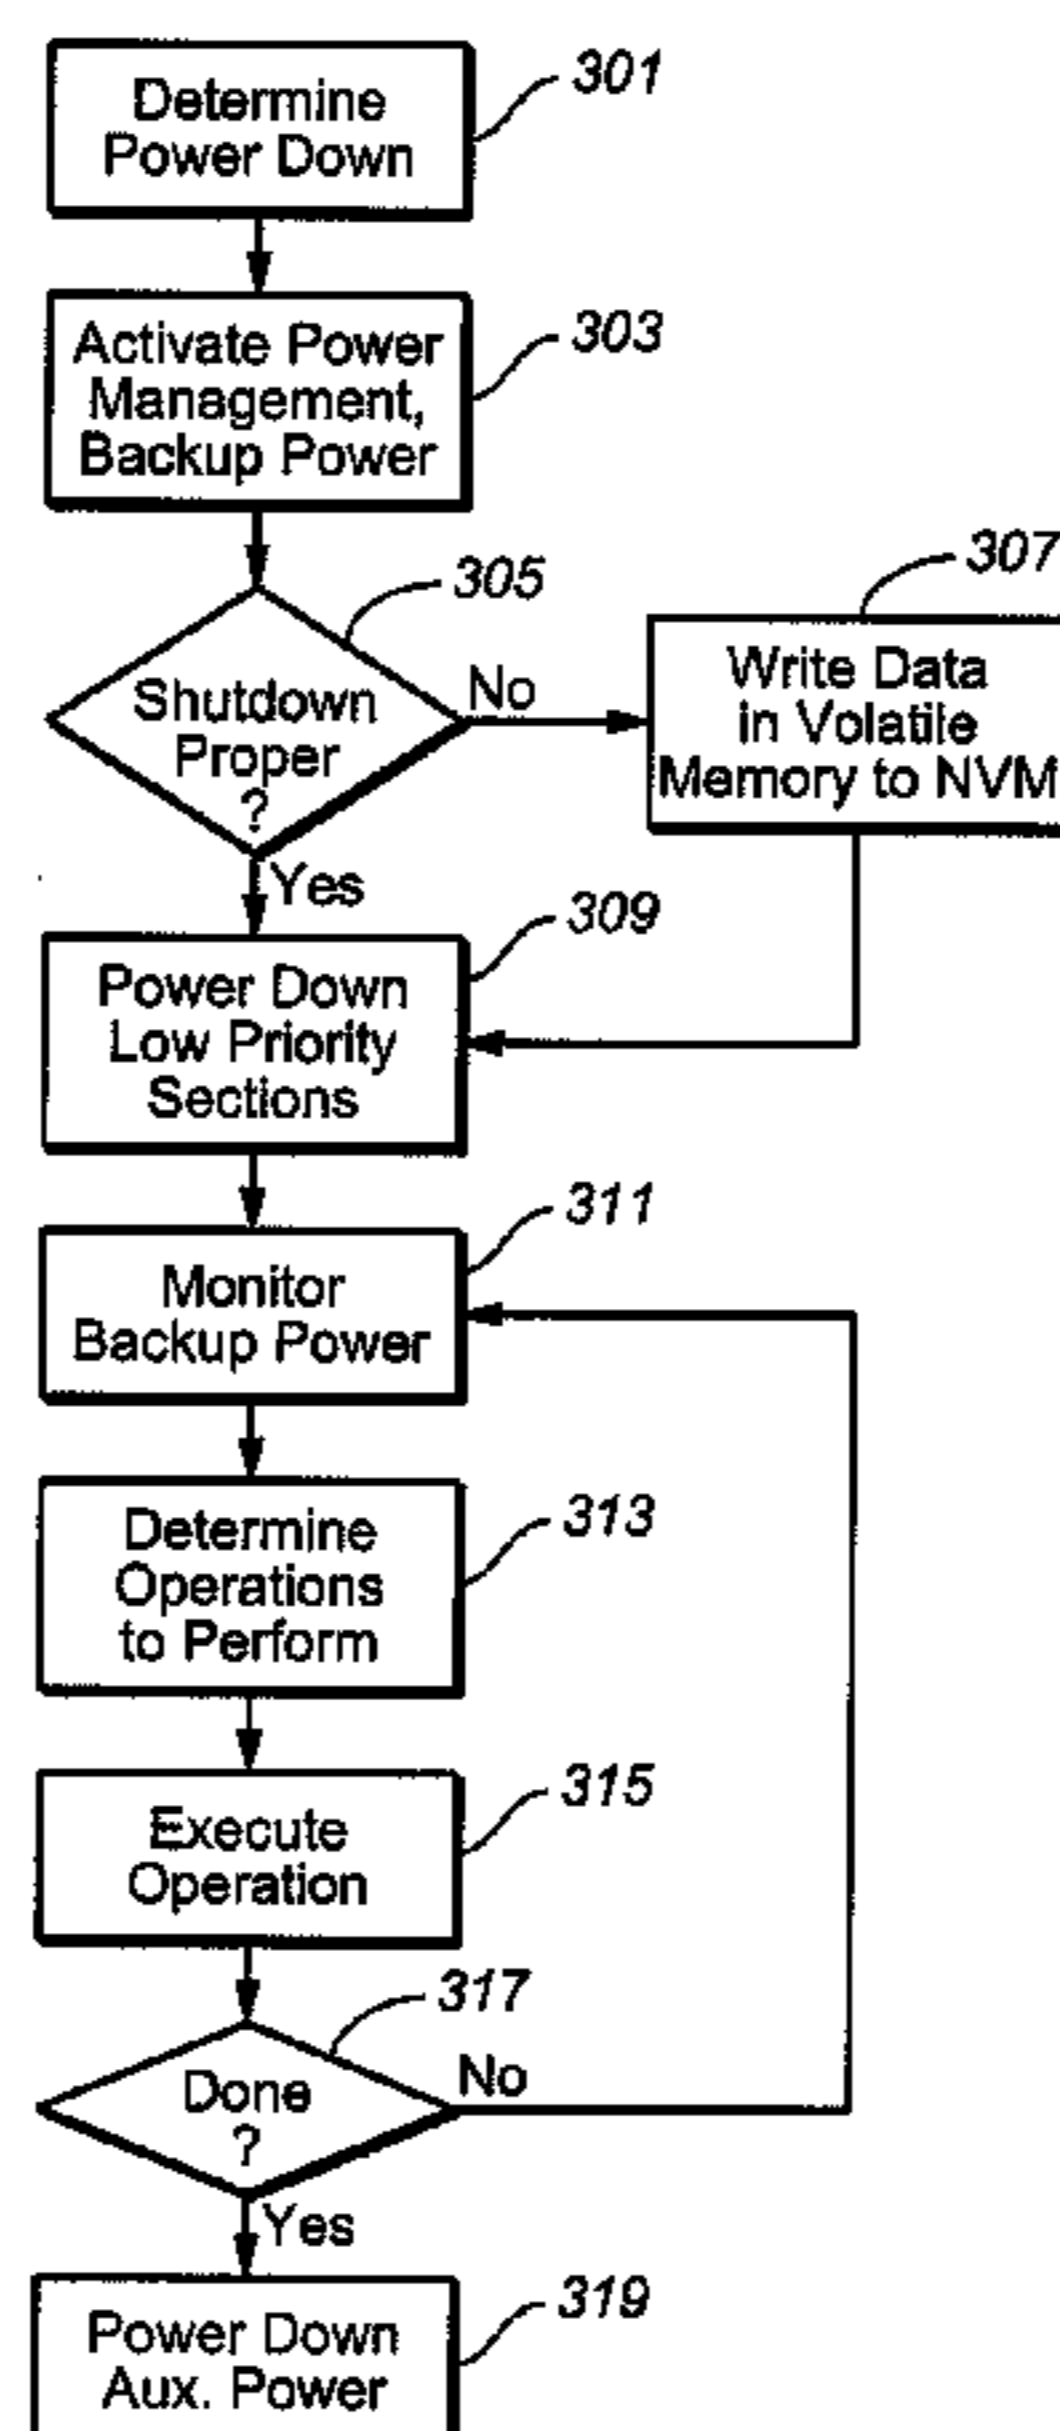 Determine
Power Down
301
Activate Power
Management,
Backup Power
303
Shutdown
Proper
?
305
No
Write Data
in Volatile
Memory to NVM
307
Yes
Power Down
Low Priority
Sections
309
Monitor
Backup Power
311
Determine
Operations
to Perform
313
Execute
Operation
315
Done
?
317
No
Yes
Power Down
Aux. Power
319